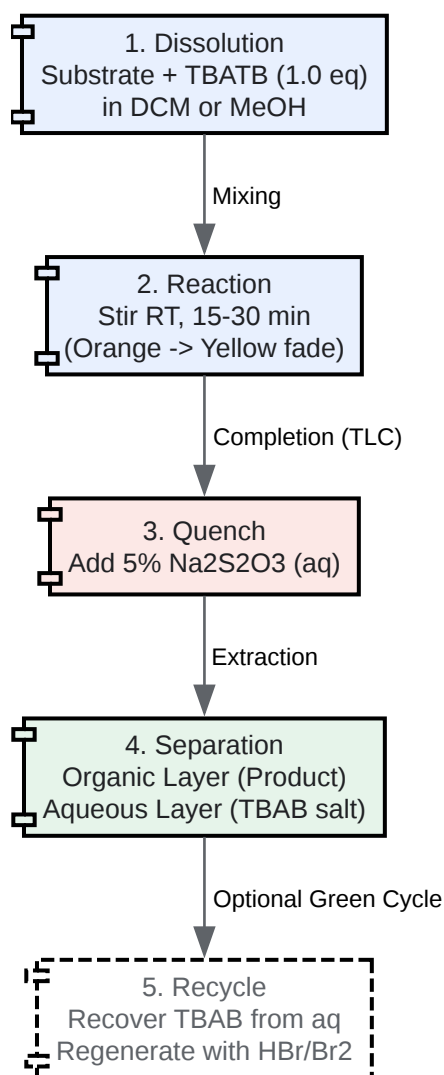 1. Dissolution
Substrate + TBATB (1.0 eq)
in DCM or MeOH
Mixing
2. Reaction
Stir RT, 15-30 min
(Orange -> Yellow fade)
Completion (TLC)
3. Quench
Add 5% Na2S2O3 (aq)
Extraction
4. Separation
Organic Layer (Product)
Aqueous Layer (TBAB salt)
Optional Green Cycle
5. Recycle
Recover TBAB from aq
Regenerate with HBr/Br2